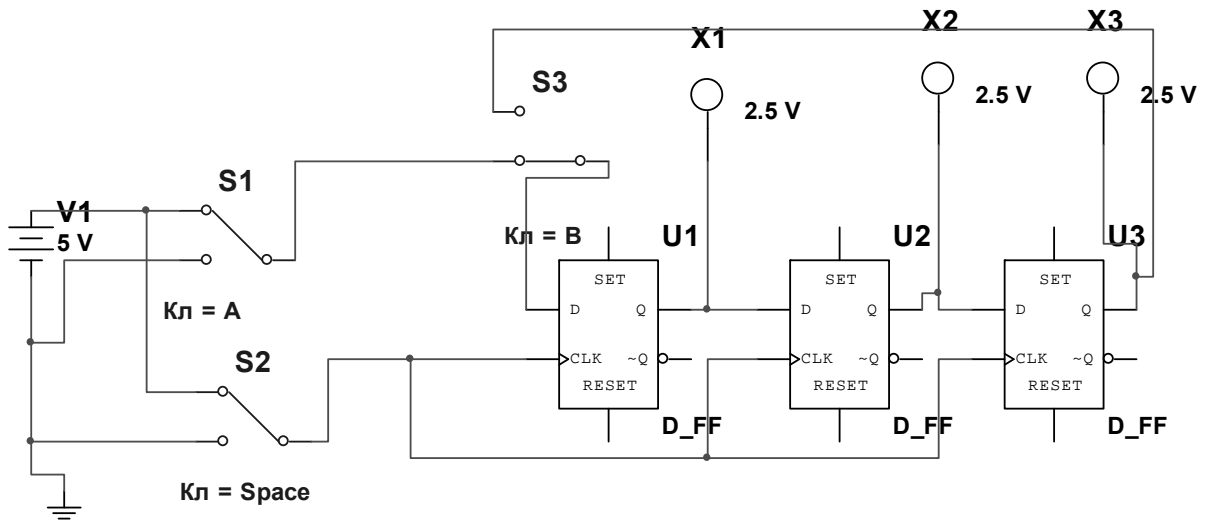 X1
X2
X3
S3
2.5 V
2.5 V
2.5 V
S1
V1
5 V
Кл = A
Кл = B
U1
U2
U3
SET
D
Q
CLK
~Q
RESET
D_FF
SET
D
Q
CLK
~Q
RESET
D_FF
SET
D
Q
CLK
~Q
RESET
D_FF
S2
Кл = Space